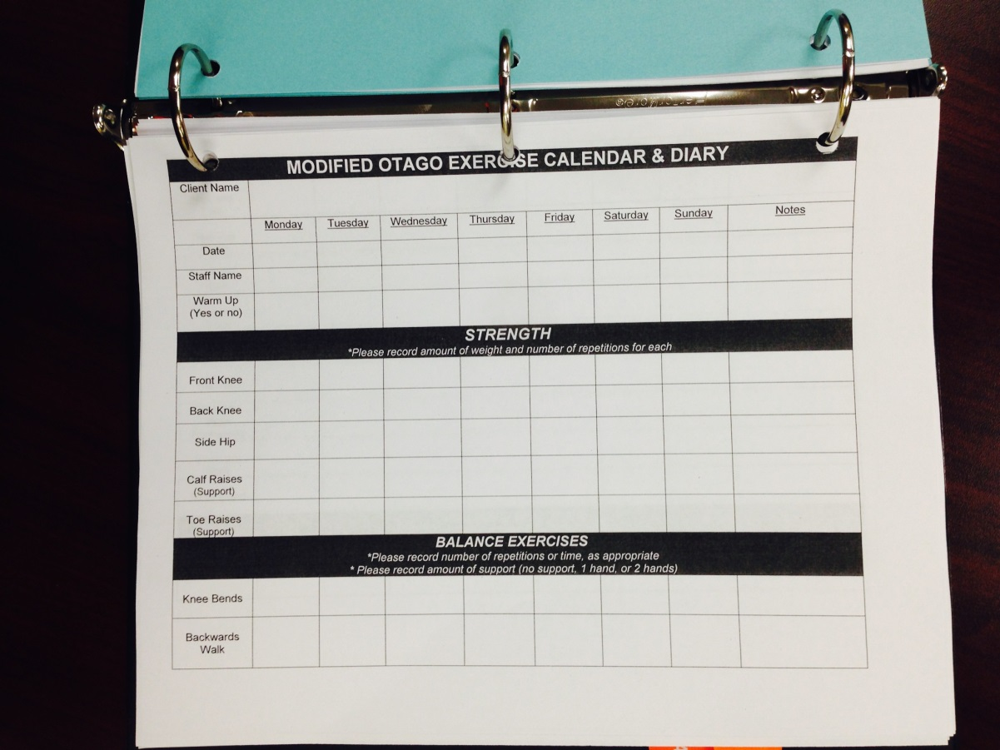 MODIFIED OTAGO EXERCISE CALENDAR & DIARY
Client Name
Monday Tuesday Wednesday Thursday Friday Saturday Sunday Notes
Date
Staff Name
Warm Up
(Yes or no)
STRENGTH
*Please record amount of weight and number of repetitions for each
Front Knee
Back Knee
Side Hip
Calf Raises
(Support)
Toe Raises
(Support)
BALANCE EXERCISES
*Please record number of repetitions or time, as appropriate
* Please record amount of support (no support, 1 hand, or 2 hands)
Knee Bends
Backwards
Walk